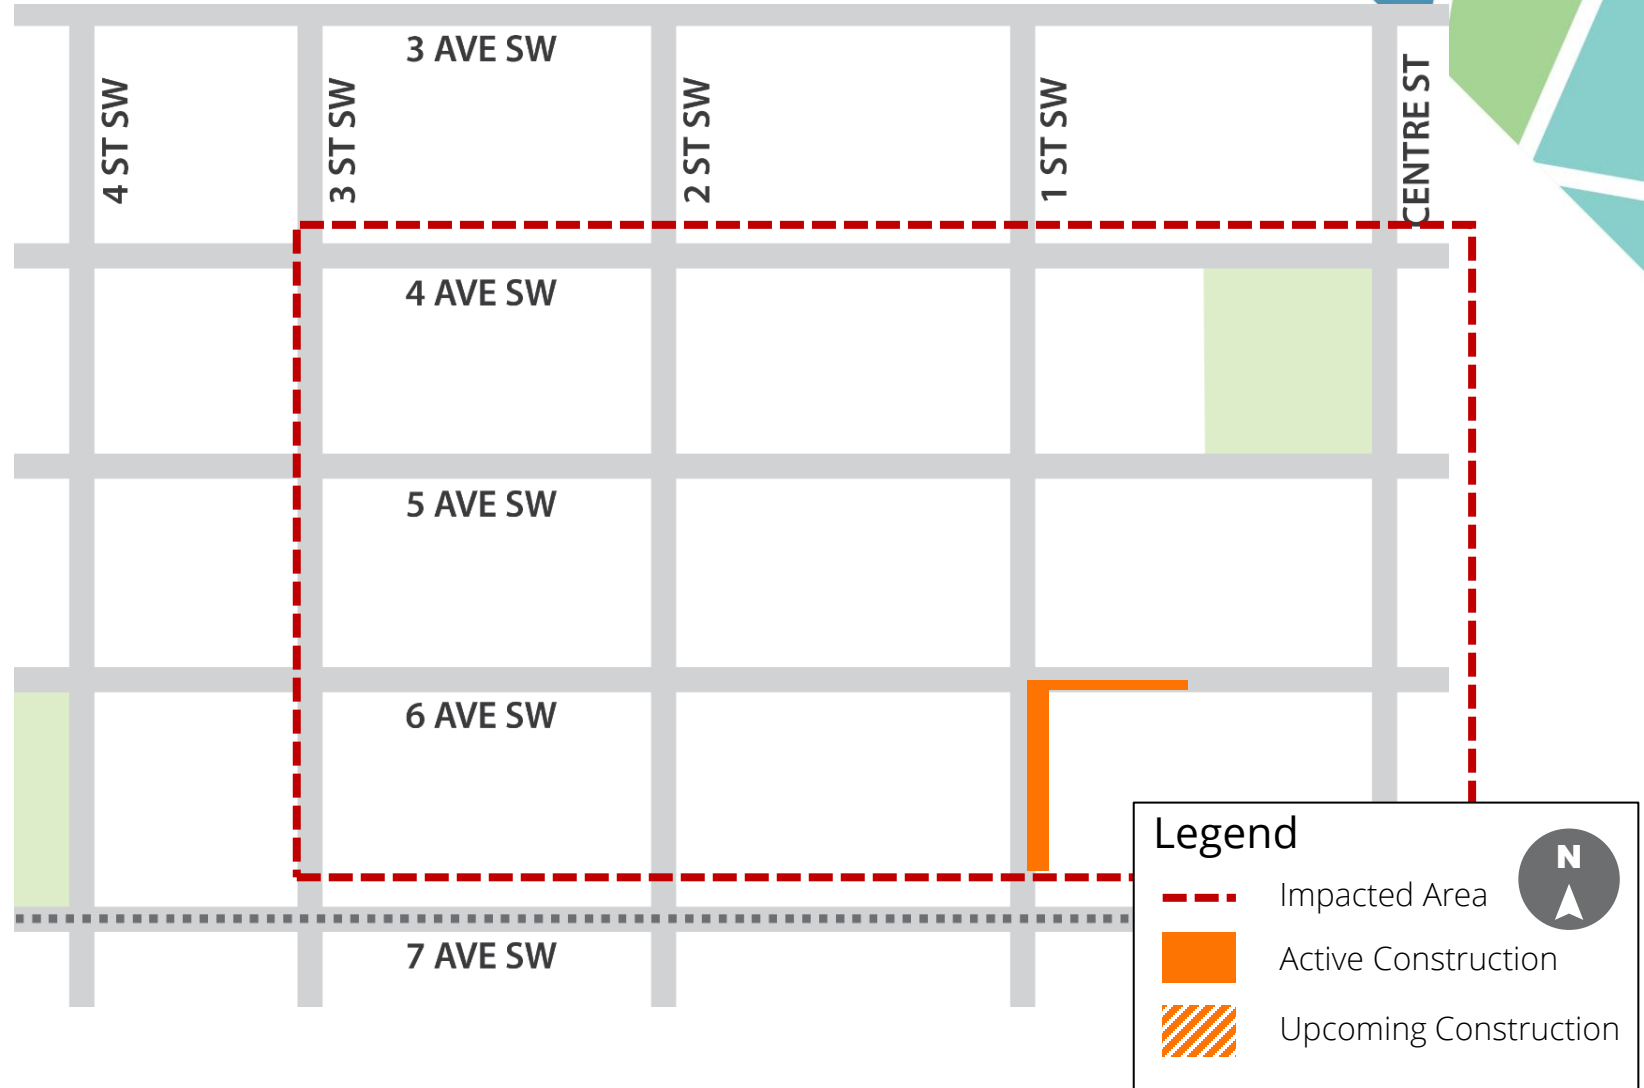 3 AVE SW
4 ST SW
3 ST SW
2 ST SW
1 ST SW
CENTRE ST
4 AVE SW
5 AVE SW
6 AVE SW
7 AVE SW
Legend
N
Impacted Area
Active Construction
Upcoming Construction